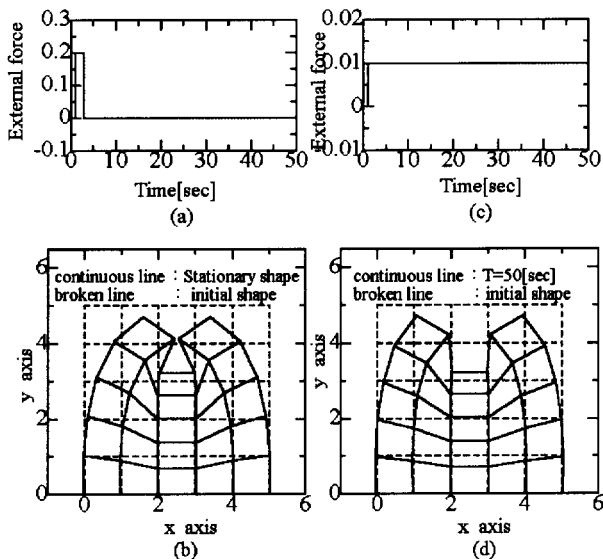 External force
0.3
0.2
0.1
0
-0.1
0 10 20 30 40 50
Time[sec]
(a)
External force
0.02
0.01
0
0.01
0 10 20 30 40 50
Time[sec]
(c)
y axis
6
4
2
0
continuous line : Stationary shape
broken line : initial shape
0 2 4 6
x axis
(b)
y axis
6
4
2
0
continuous line : T=50[sec]
broken line : initial shape
0 2 4 6
x axis
(d)